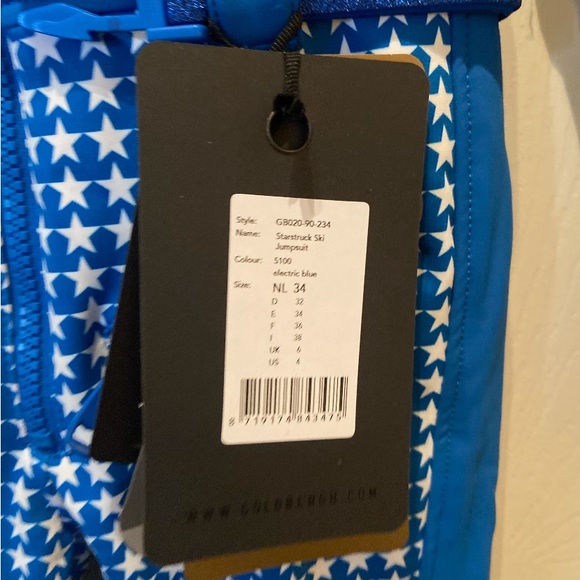 Style: GB020-90-234
Name: Starstruck Ski
Jumpsuit
Colour: 5100
electric blue
Size: NL 34
D 32
E 34
F 36
I 38
UK 6
US 4
8 719174 843475
WWW.GOLDBERGH.COM